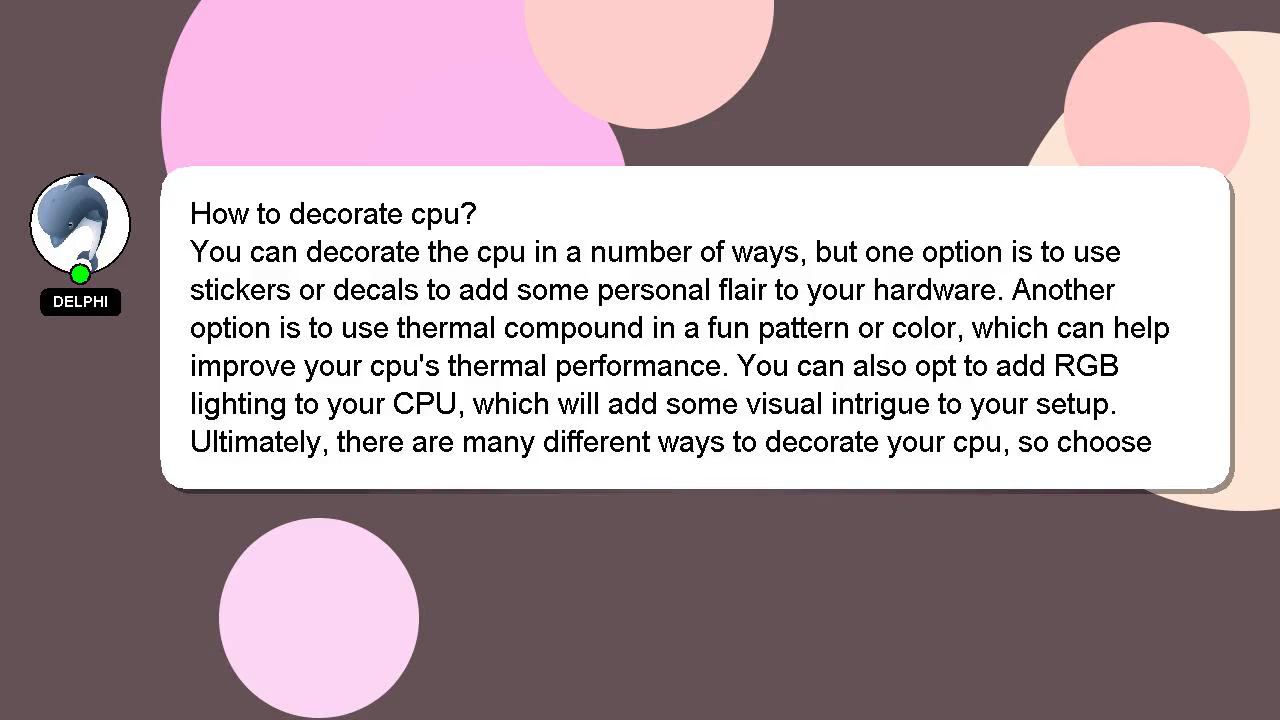 How to decorate cpu?
You can decorate the cpu in a number of ways, but one option is to use
stickers or decals to add some personal flair to your hardware. Another
option is to use thermal compound in a fun pattern or color, which can help
improve your cpu's thermal performance. You can also opt to add RGB
lighting to your CPU, which will add some visual intrigue to your setup.
Ultimately, there are many different ways to decorate your cpu, so choose
DELPHI